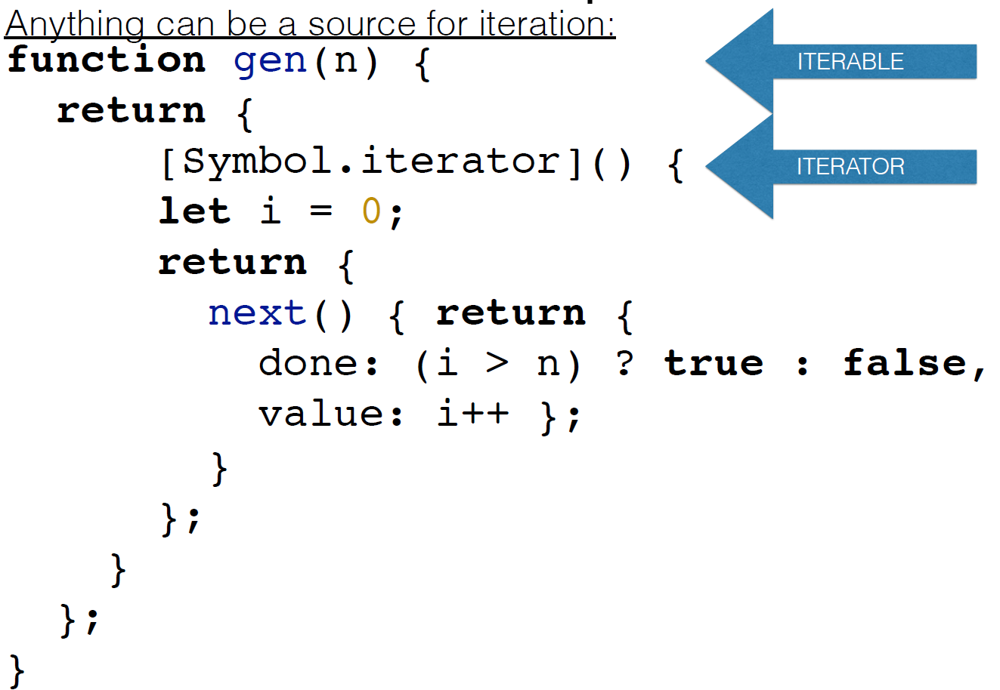 Anything can be a source for iteration:
function gen(n) {
ITERABLE
return {
[Symbol.iterator]() {
ITERATOR
let i = 0;
return {
next() { return {
done: (i > n) ? true : false,
value: i++ };
}
};
}
};
}